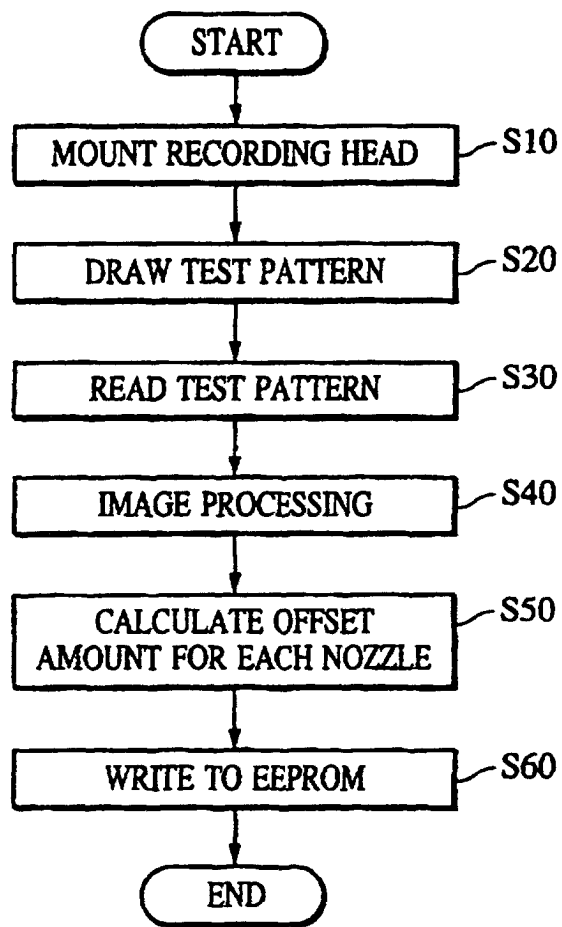 START
MOUNT RECORDING HEAD
S10
DRAW TEST PATTERN
S20
READ TEST PATTERN
S30
IMAGE PROCESSING
S40
CALCULATE OFFSET
AMOUNT FOR EACH NOZZLE
S50
WRITE TO EEPROM
S60
END